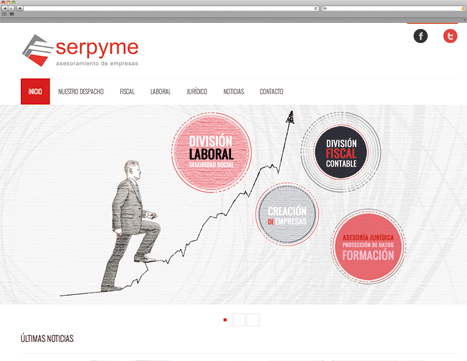 serpyme
asesoramiento de empresas
INICIO NUESTRO DESPACHO FISCAL LABORAL JURÍDICO NOTICIAS CONTACTO
DIVISIÓN
LABORAL
SEGURIDAD SOCIAL
DIVISIÓN
FISCAL
CONTABLE
CREACIÓN
DE EMPRESAS
ASESORÍA JURÍDICA
PROTECCIÓN DE DATOS
FORMACIÓN
ÚLTIMAS NOTICIAS